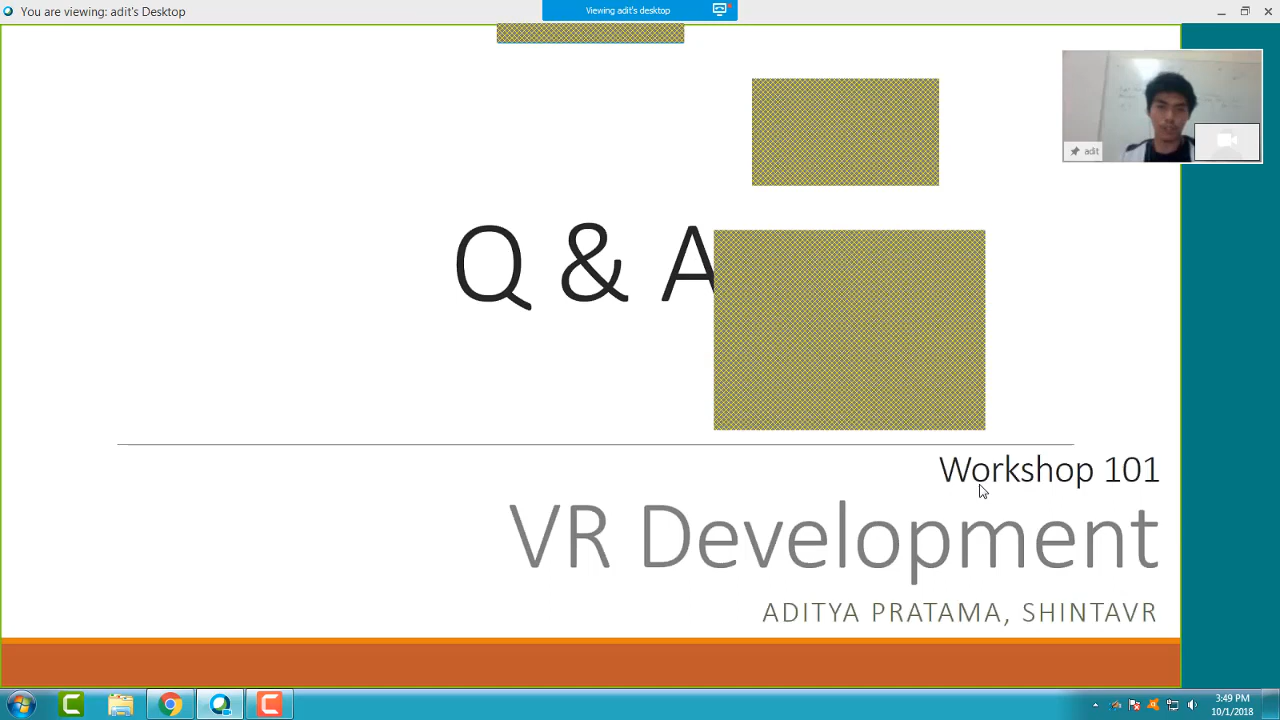 You are viewing: adit's Desktop
Viewing adit's desktop
adit
Q & A
Workshop 101
VR Development
ADITYA PRATAMA, SHINTAVR
3:49 PM
10/1/2018